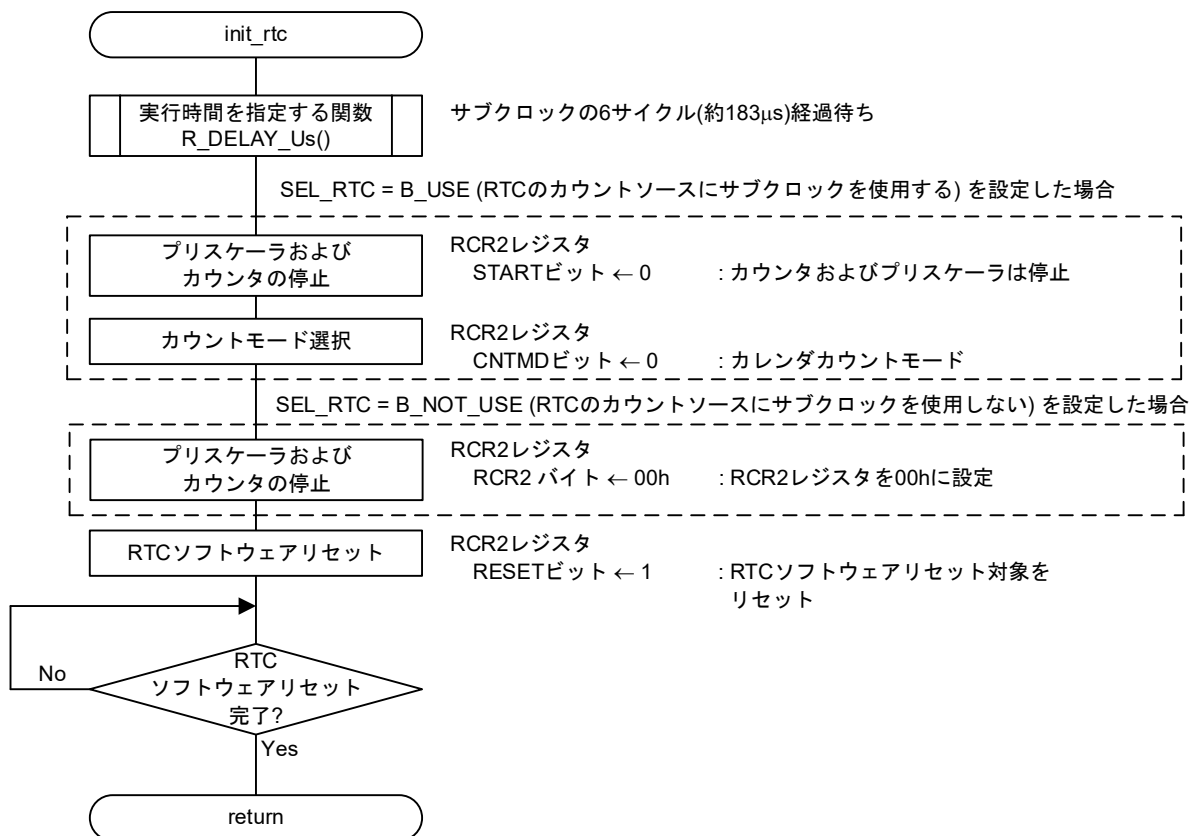 init_rtc
実行時間を指定する関数
R_DELAY_Us()
サブクロックの6サイクル(約183μs)経過待ち
SEL_RTC = B_USE (RTCのカウントソースにサブクロックを使用する) を設定した場合
プリスケーラおよび
カウンタの停止
RCR2レジスタ
STARTビット ← 0 : カウンタおよびプリスケーラは停止
カウントモード選択
RCR2レジスタ
CNTMDビット ← 0 : カレンダカウントモード
SEL_RTC = B_NOT_USE (RTCのカウントソースにサブクロックを使用しない) を設定した場合
プリスケーラおよび
カウンタの停止
RCR2レジスタ
RCR2 バイト ← 00h : RCR2レジスタを00hに設定
RTCソフトウェアリセット
RCR2レジスタ
RESETビット ← 1 : RTCソフトウェアリセット対象を
リセット
RTC
ソフトウェアリセット
完了?
No
Yes
return